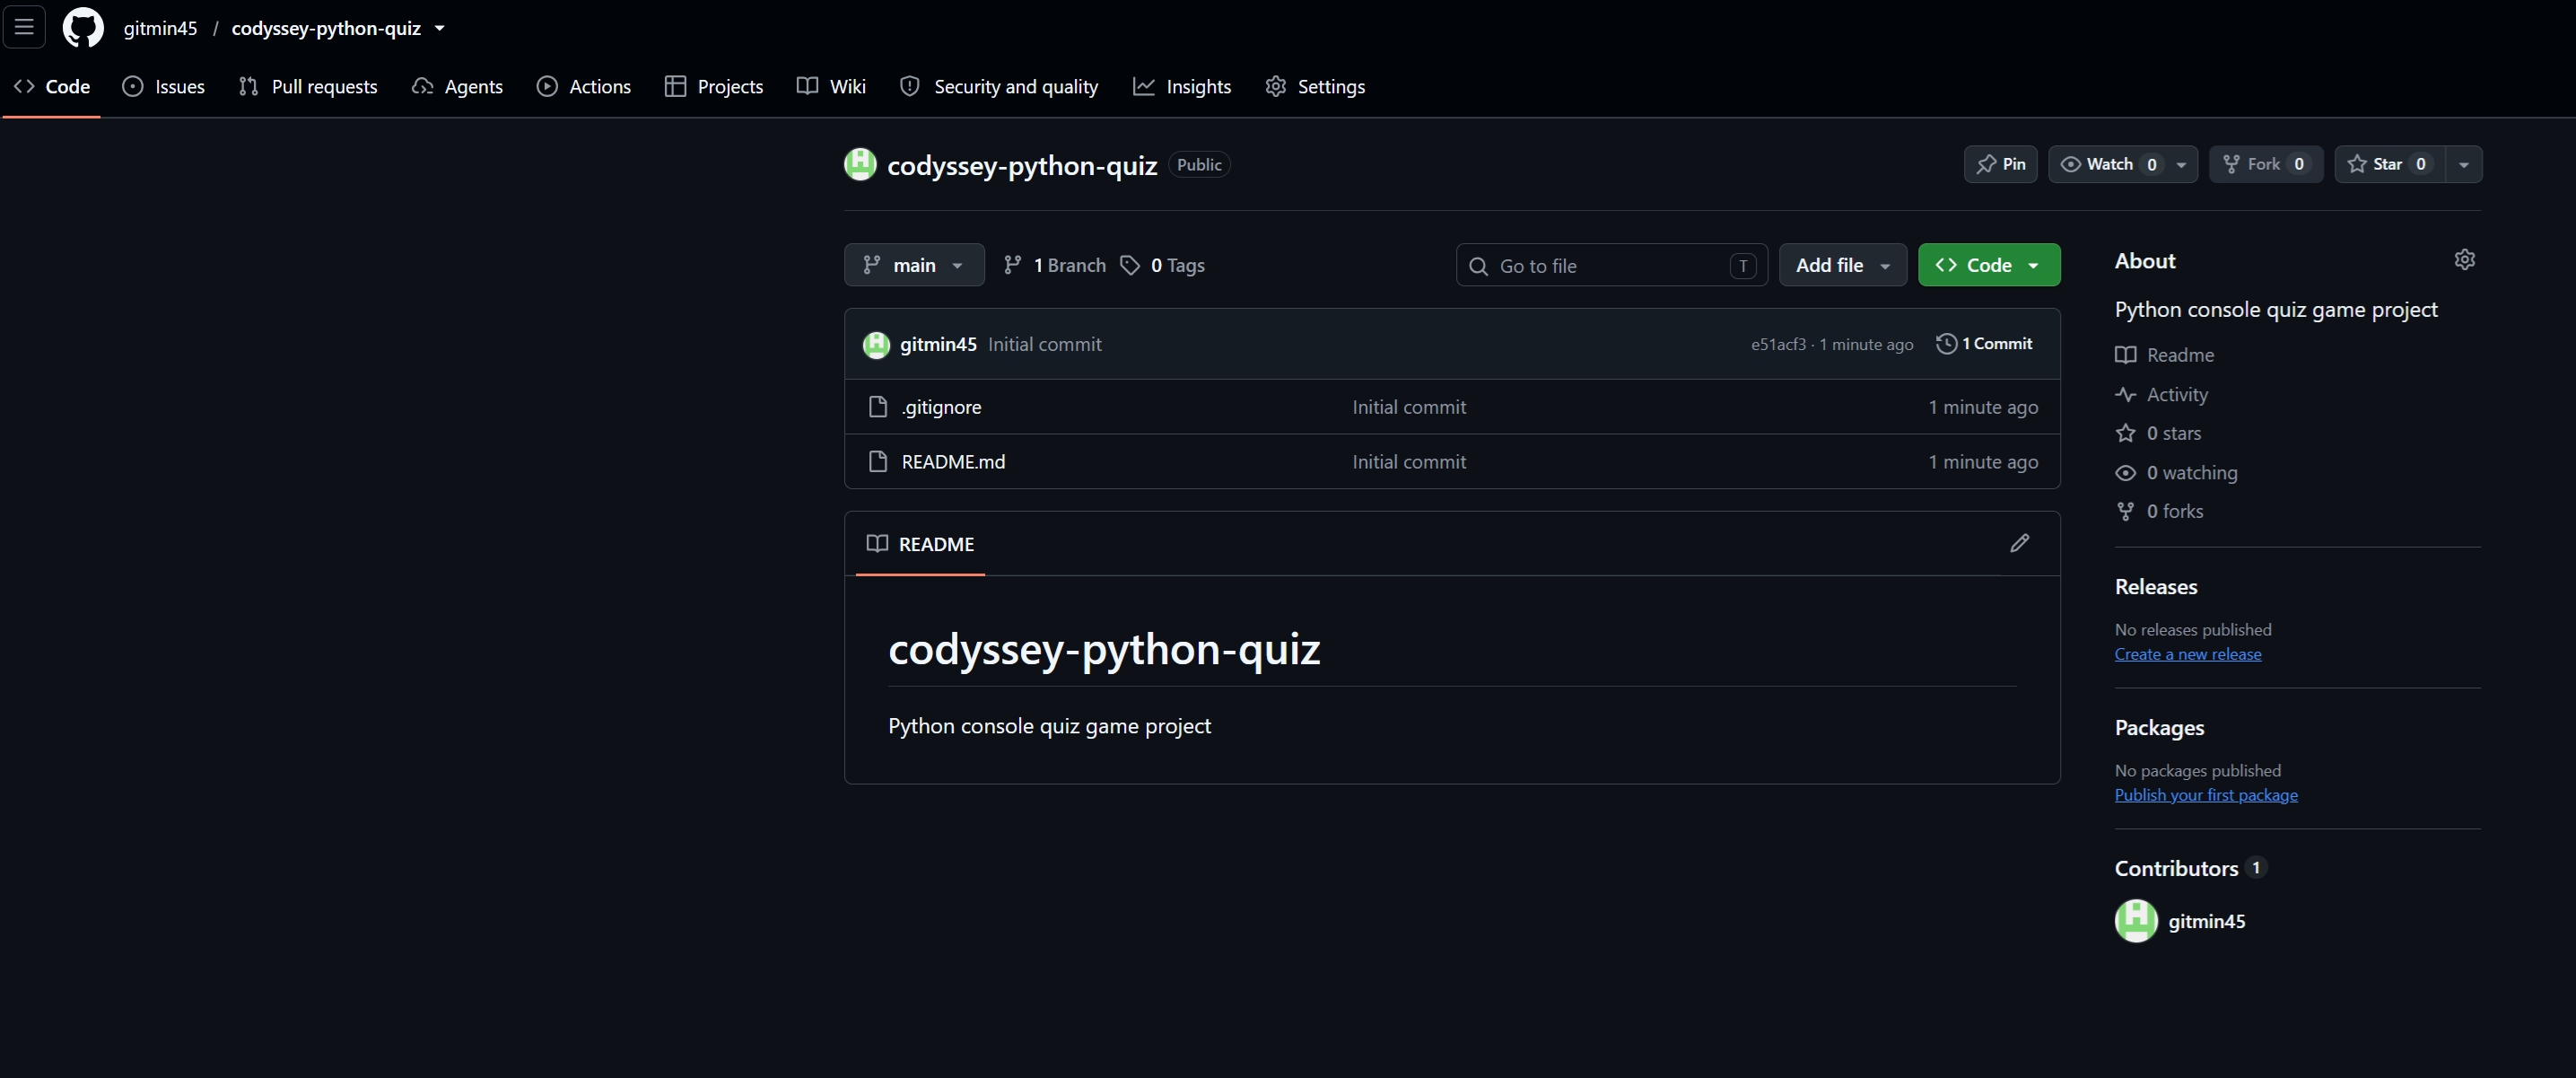 gitmin45 / codyssey-python-quiz
Code Issues Pull requests Agents Actions Projects Wiki Security and quality Insights Settings
codyssey-python-quiz Public
Pin Watch 0 Fork 0 Star 0
main 1 Branch 0 Tags Go to file T Add file Code
gitmin45 Initial commit e51acf3 · 1 minute ago 1 Commit
.gitignore Initial commit 1 minute ago
README.md Initial commit 1 minute ago
README
codyssey-python-quiz
Python console quiz game project
About
Python console quiz game project
Readme
Activity
0 stars
0 watching
0 forks
Releases
No releases published
Create a new release
Packages
No packages published
Publish your first package
Contributors 1
gitmin45